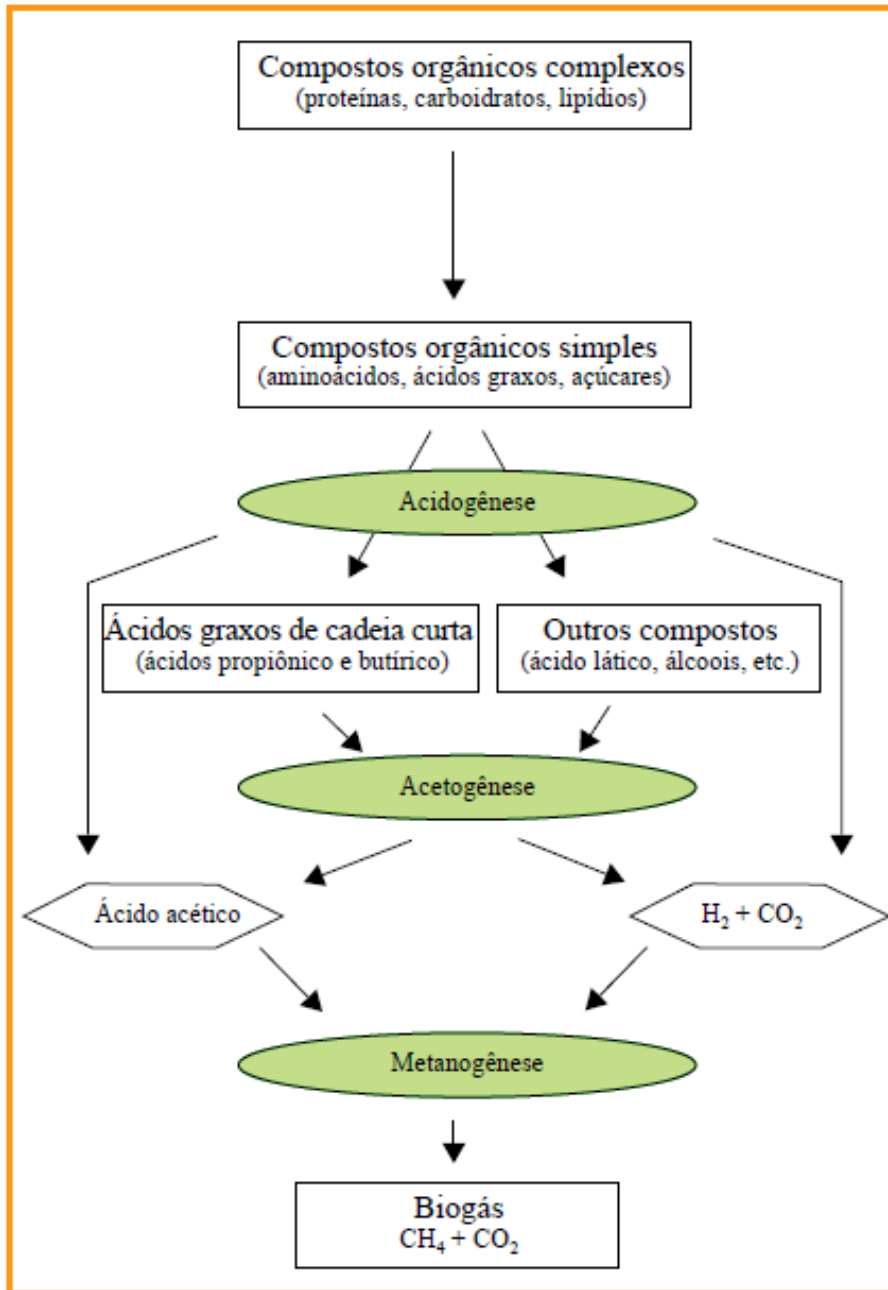 Compostos orgânicos complexos
(proteínas, carboidratos, lipídios)
Compostos orgânicos simples
(aminoácidos, ácidos graxos, açúcares)
Acidogênese
Ácidos graxos de cadeia curta
(ácidos propiônico e butírico)
Outros compostos
(ácido lático, álcoois, etc.)
Acetogênese
Ácido acético
H₂ + CO₂
Metanogênese
Biogás
CH₄ + CO₂